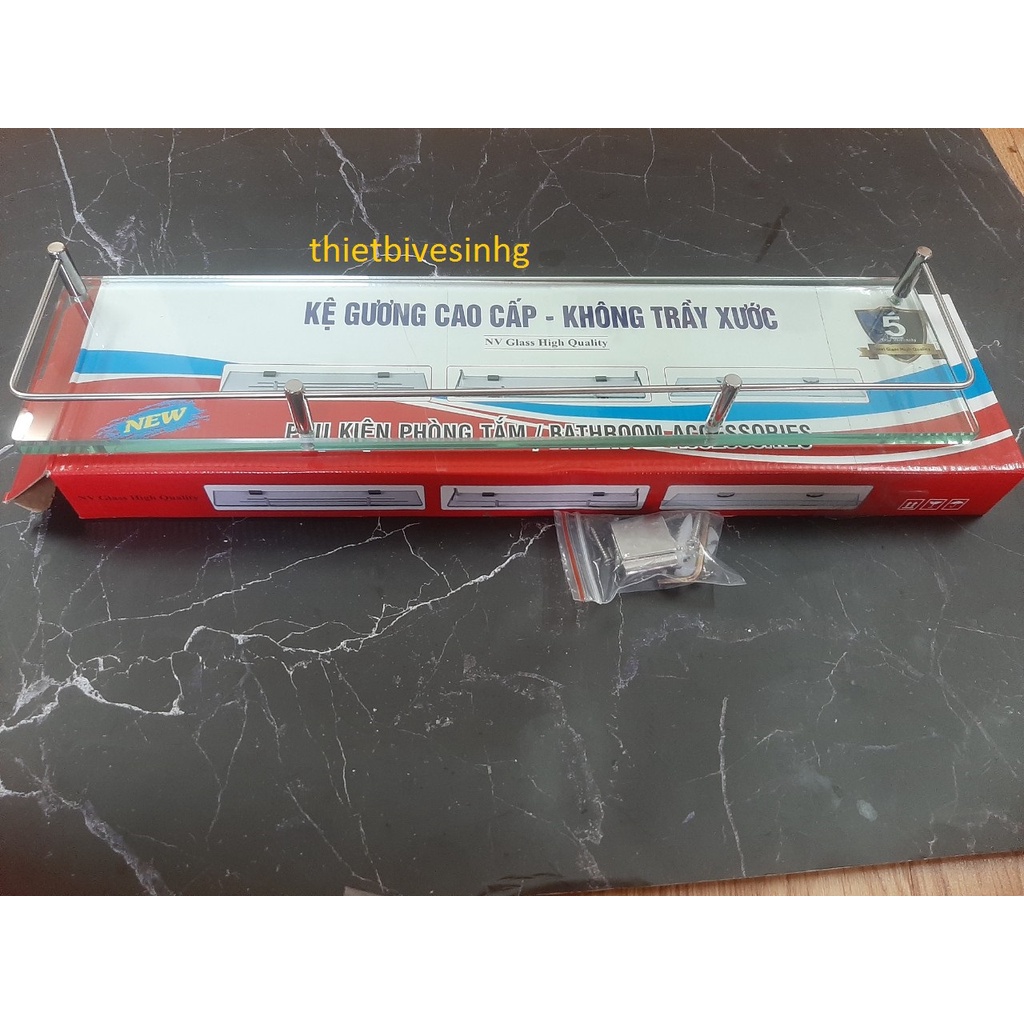 thietbivesinhg
KỆ GƯƠNG CAO CẤP - KHÔNG TRẦY XƯỚC
NV Glass High Quality
5
NEW
PHỤ KIỆN PHÒNG TẮM / BATHROOM ACCESSORIES
NV Glass High Quality